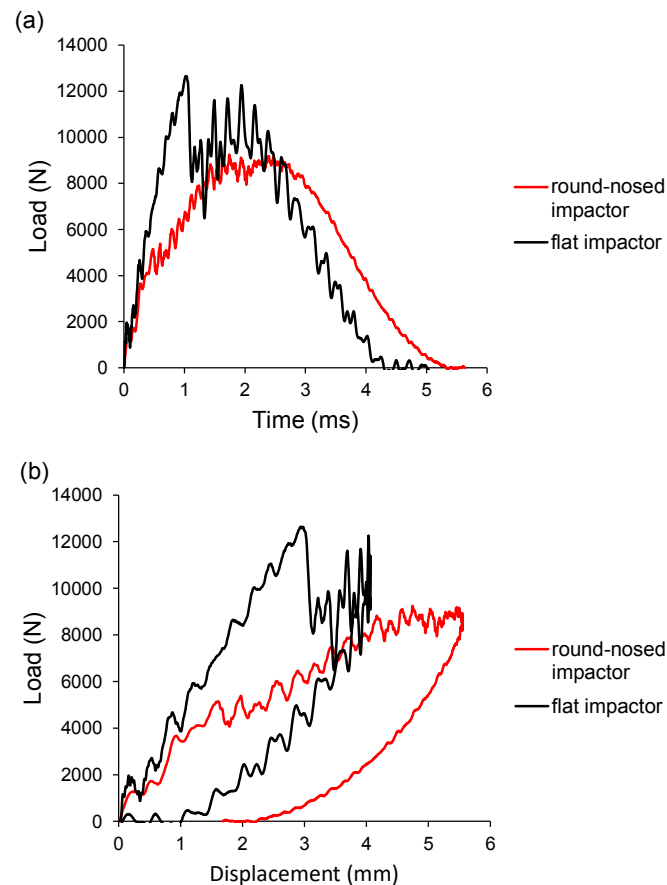 (a)
14000
12000
10000
8000
6000
4000
2000
0
Load (N)
0 1 2 3 4 5 6
Time (ms)
round-nosed
impactor
flat impactor
(b)
14000
12000
10000
8000
6000
4000
2000
0
Load (N)
0 1 2 3 4 5 6
Displacement (mm)
round-nosed
impactor
flat impactor